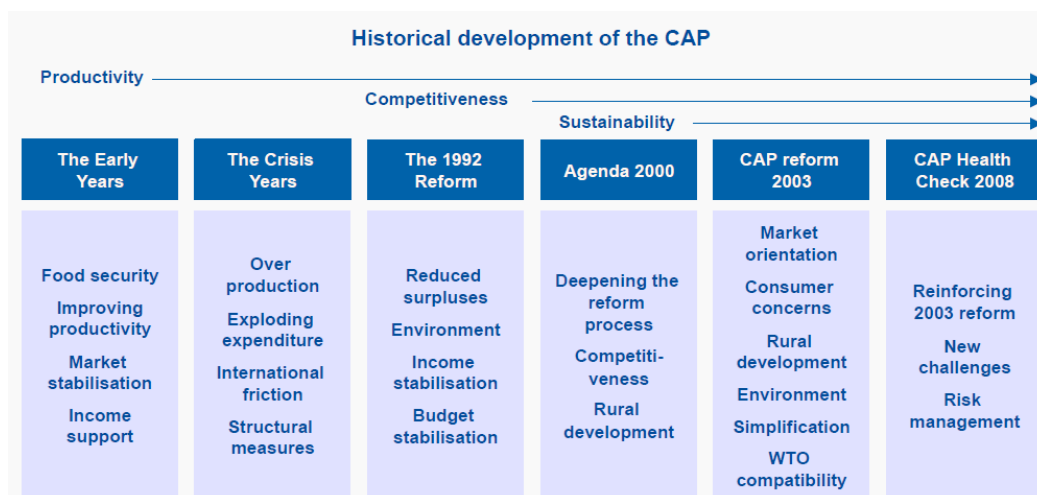 Historical development of the CAP
Productivity
Competitiveness
Sustainability
The Early
Years
The Crisis
Years
The 1992
Reform
Agenda 2000
CAP reform
2003
CAP Health
Check 2008
Food security
Improving
productivity
Market
stabilisation
Income
support
Over
production
Exploding
expenditure
International
friction
Structural
measures
Reduced
surpluses
Environment
Income
stabilisation
Budget
stabilisation
Deepening the
reform
process
Competiti-
veness
Rural
development
Market
orientation
Consumer
concerns
Rural
development
Environment
Simplification
WTO
compatibility
Reinforcing
2003 reform
New
challenges
Risk
management